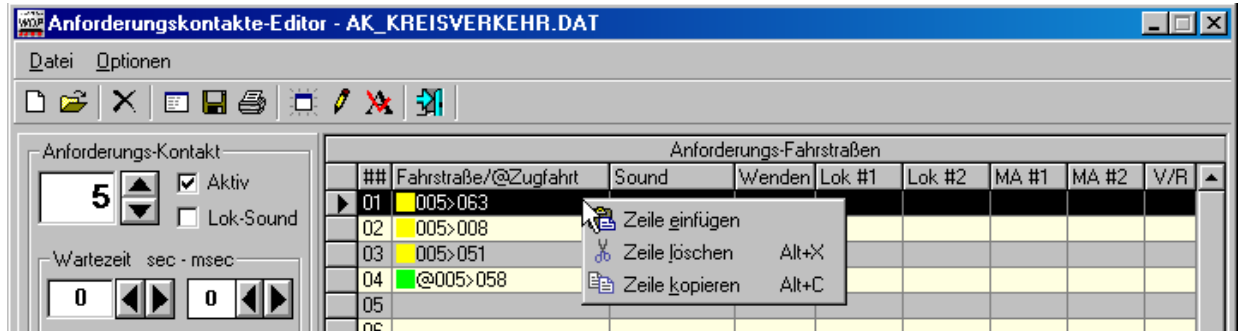 WDP Anforderungskontakte-Editor - AK_KREISVERKEHR.DAT
Datei Optionen
Anforderungs-Kontakt
5
Aktiv
Lok-Sound
Wartezeit sec - msec
0 0
Anforderungs-Fahrstraßen
## Fahrstraße/@Zugfahrt Sound Wenden Lok #1 Lok #2 MA #1 MA #2 V/R
01 005>063
02 005>008
03 005>051
04 @005>058
05
06
Zeile einfügen
Zeile löschen Alt+X
Zeile kopieren Alt+C